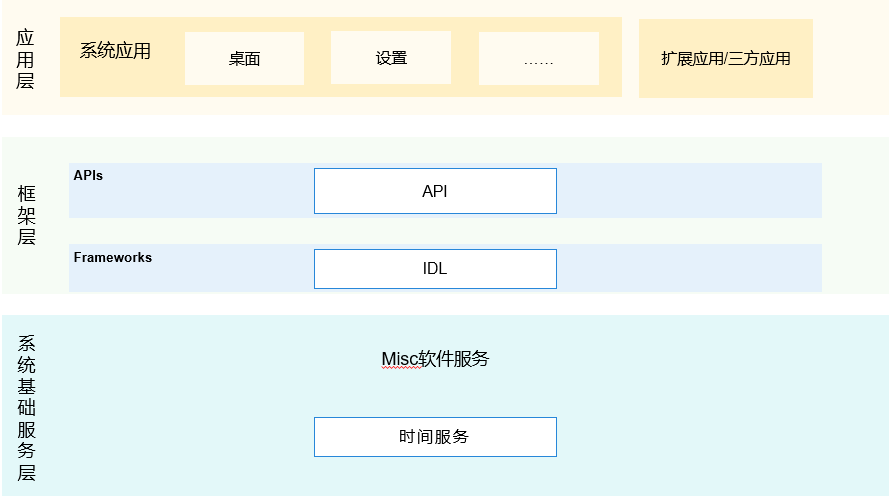 应用层
系统应用
桌面
设置
……
扩展应用/三方应用
框架层
APIs
API
Frameworks
IDL
系统基础服务层
Misc软件服务
时间服务